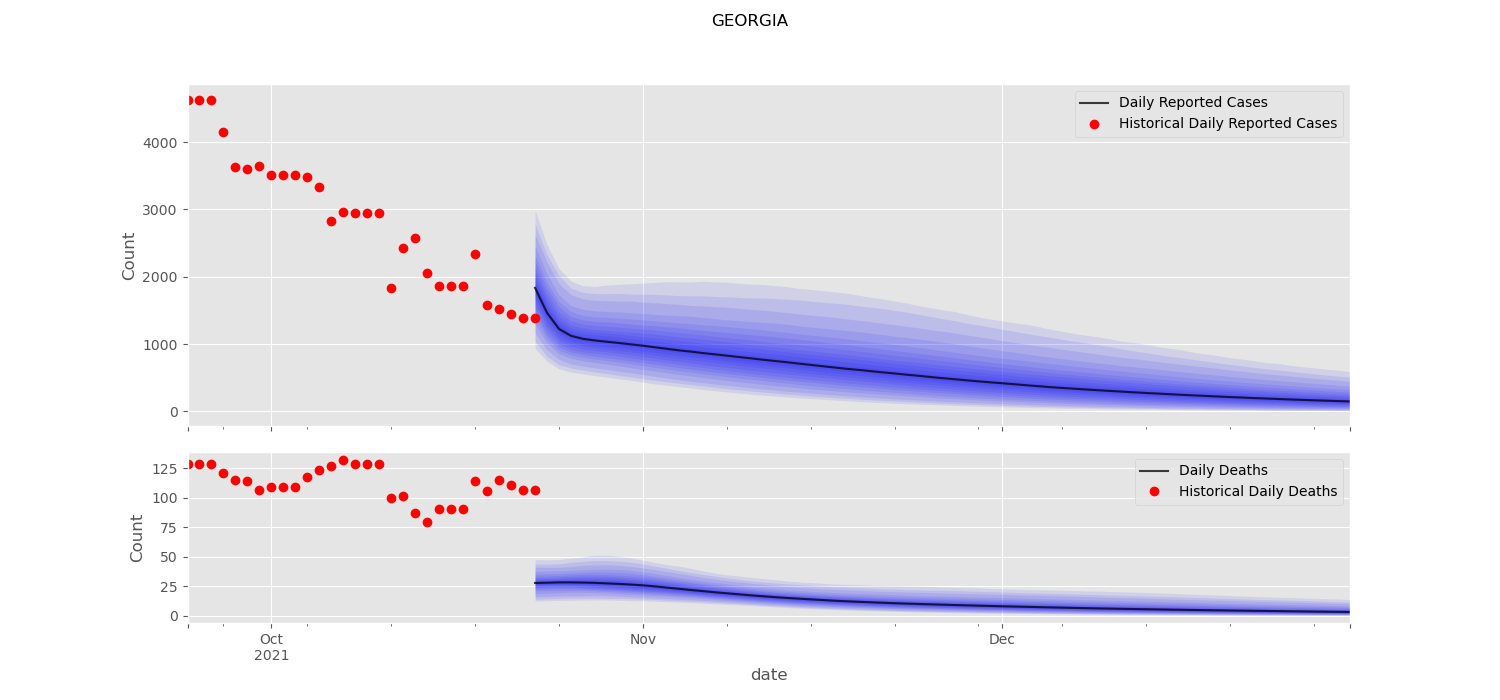 GEORGIA
Daily Reported Cases
Historical Daily Reported Cases
4000
3000
2000
1000
0
Count
Daily Deaths
Historical Daily Deaths
125
100
75
50
25
0
Count
Oct
2021
Nov
Dec
date